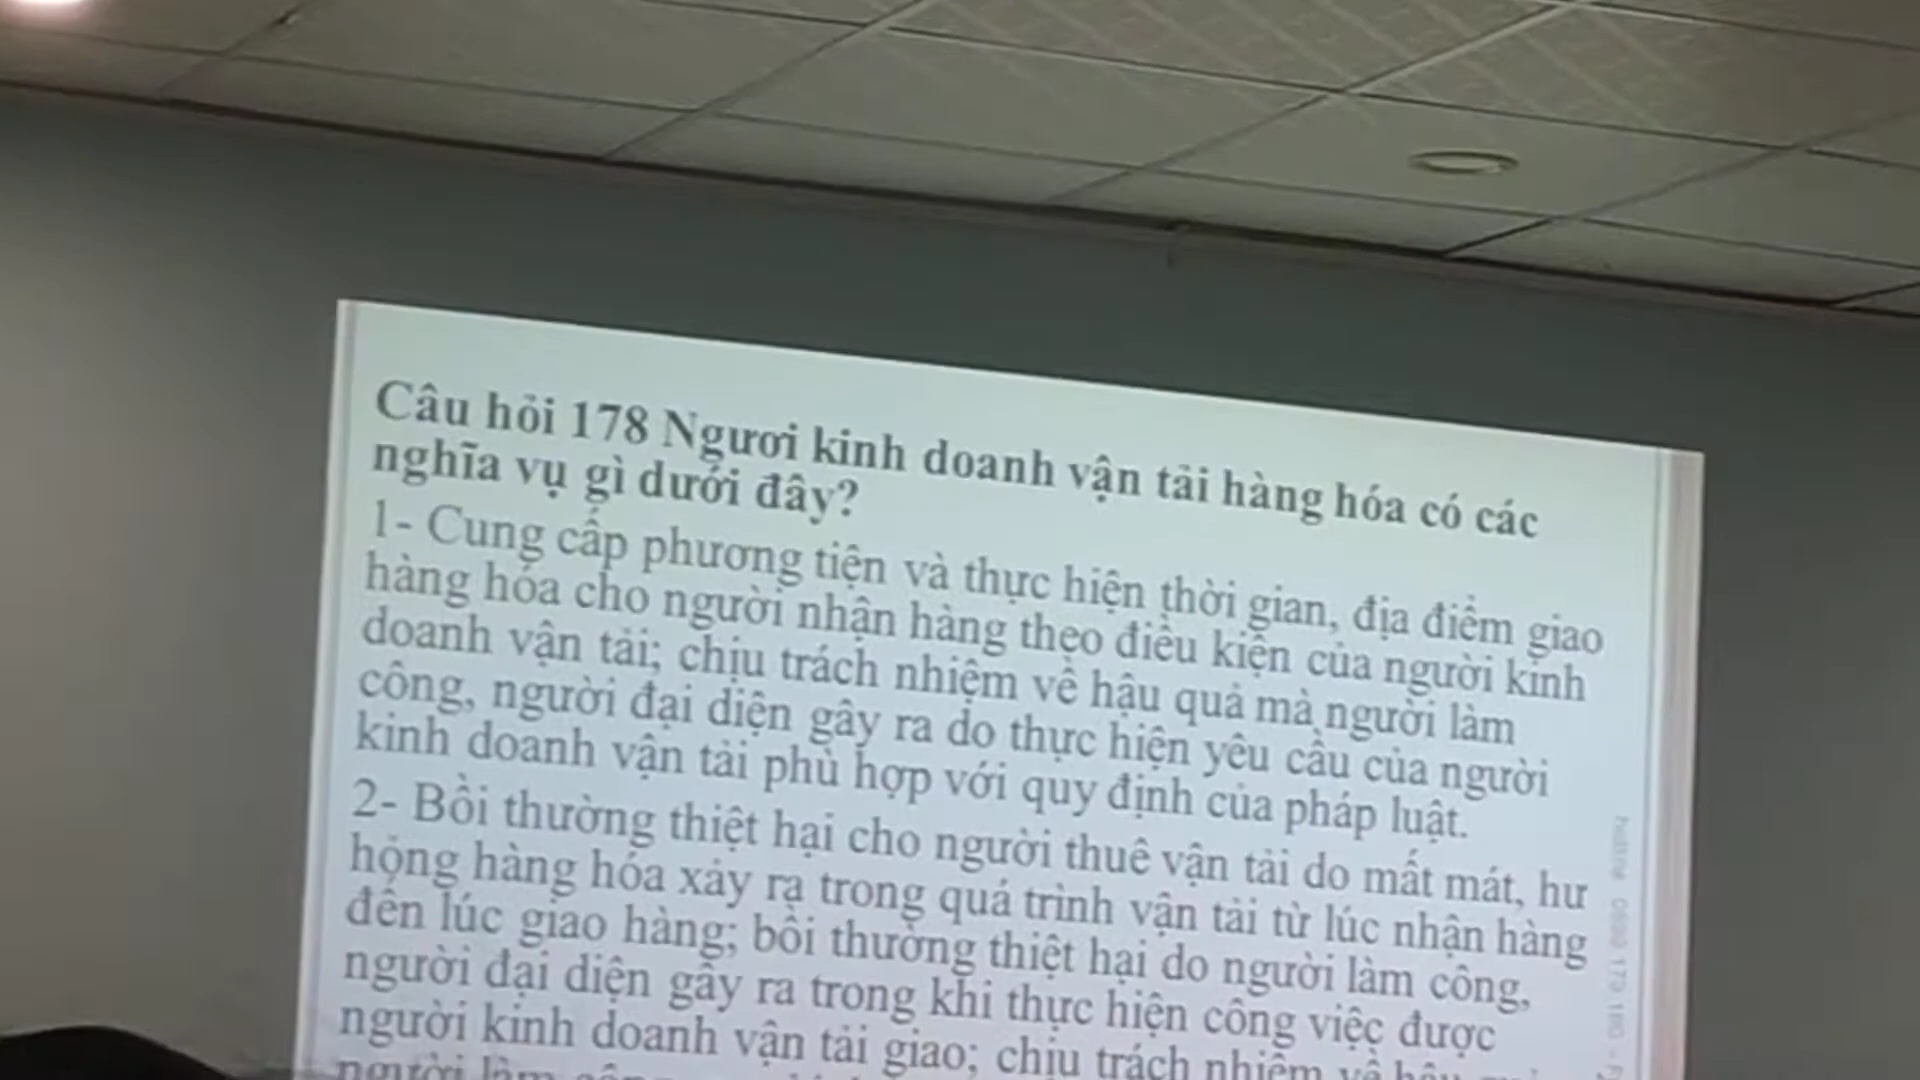 Câu hỏi 178 Ngươi kinh doanh vận tải hàng hóa có các
nghĩa vụ gì dưới đây?
1- Cung cấp phương tiện và thực hiện thời gian, địa điểm giao
hàng hóa cho người nhận hàng theo điều kiện của người kinh
doanh vận tải; chịu trách nhiệm về hậu quả mà người làm
công, người đại diện gây ra do thực hiện yêu cầu của người
kinh doanh vận tải phù hợp với quy định của pháp luật.
2- Bồi thường thiệt hại cho người thuê vận tải do mất mát, hư
hỏng hàng hóa xảy ra trong quá trình vận tải từ lúc nhận hàng
đến lúc giao hàng; bồi thường thiệt hại do người làm công,
người đại diện gây ra trong khi thực hiện công việc được
người kinh doanh vận tải giao; chịu trách nhiệm về hậu
người làm